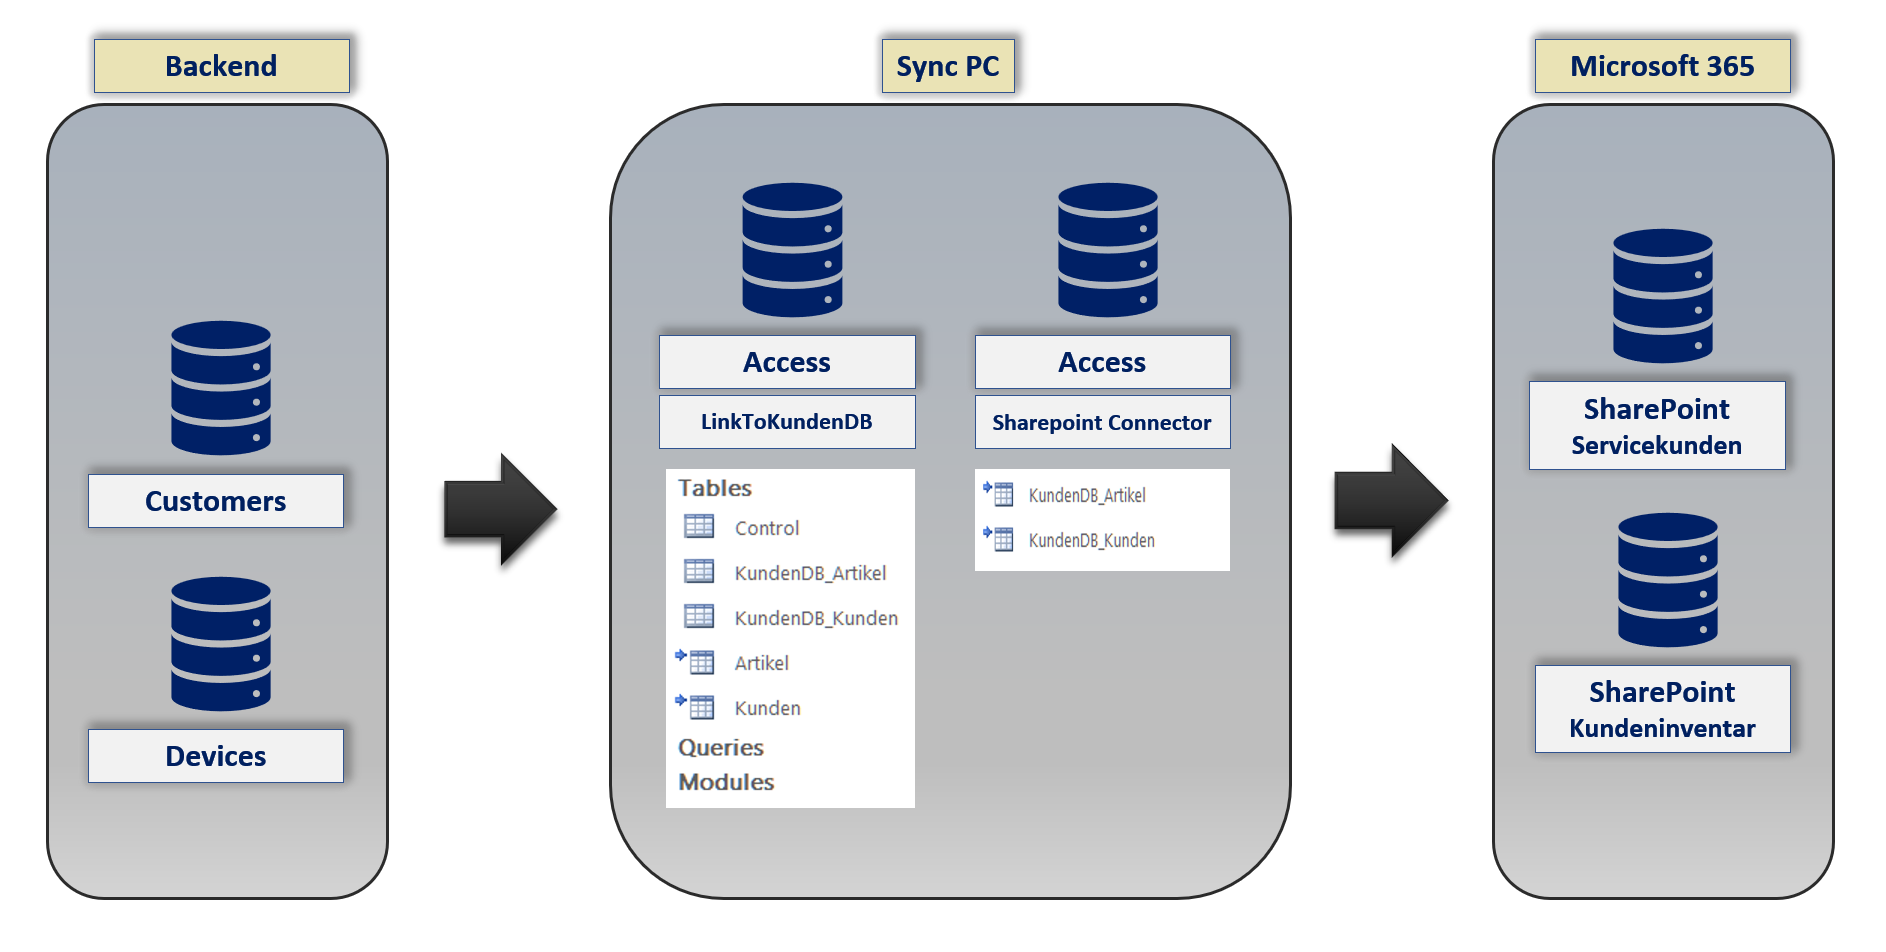 Backend
Customers
Devices
Sync PC
Access
LinkToKundenDB
Tables
Control
KundenDB_Artikel
KundenDB_Kunden
Artikel
Kunden
Queries
Modules
Access
Sharepoint Connector
KundenDB_Artikel
KundenDB_Kunden
Microsoft 365
SharePoint
Servicekunden
SharePoint
Kundeninventar